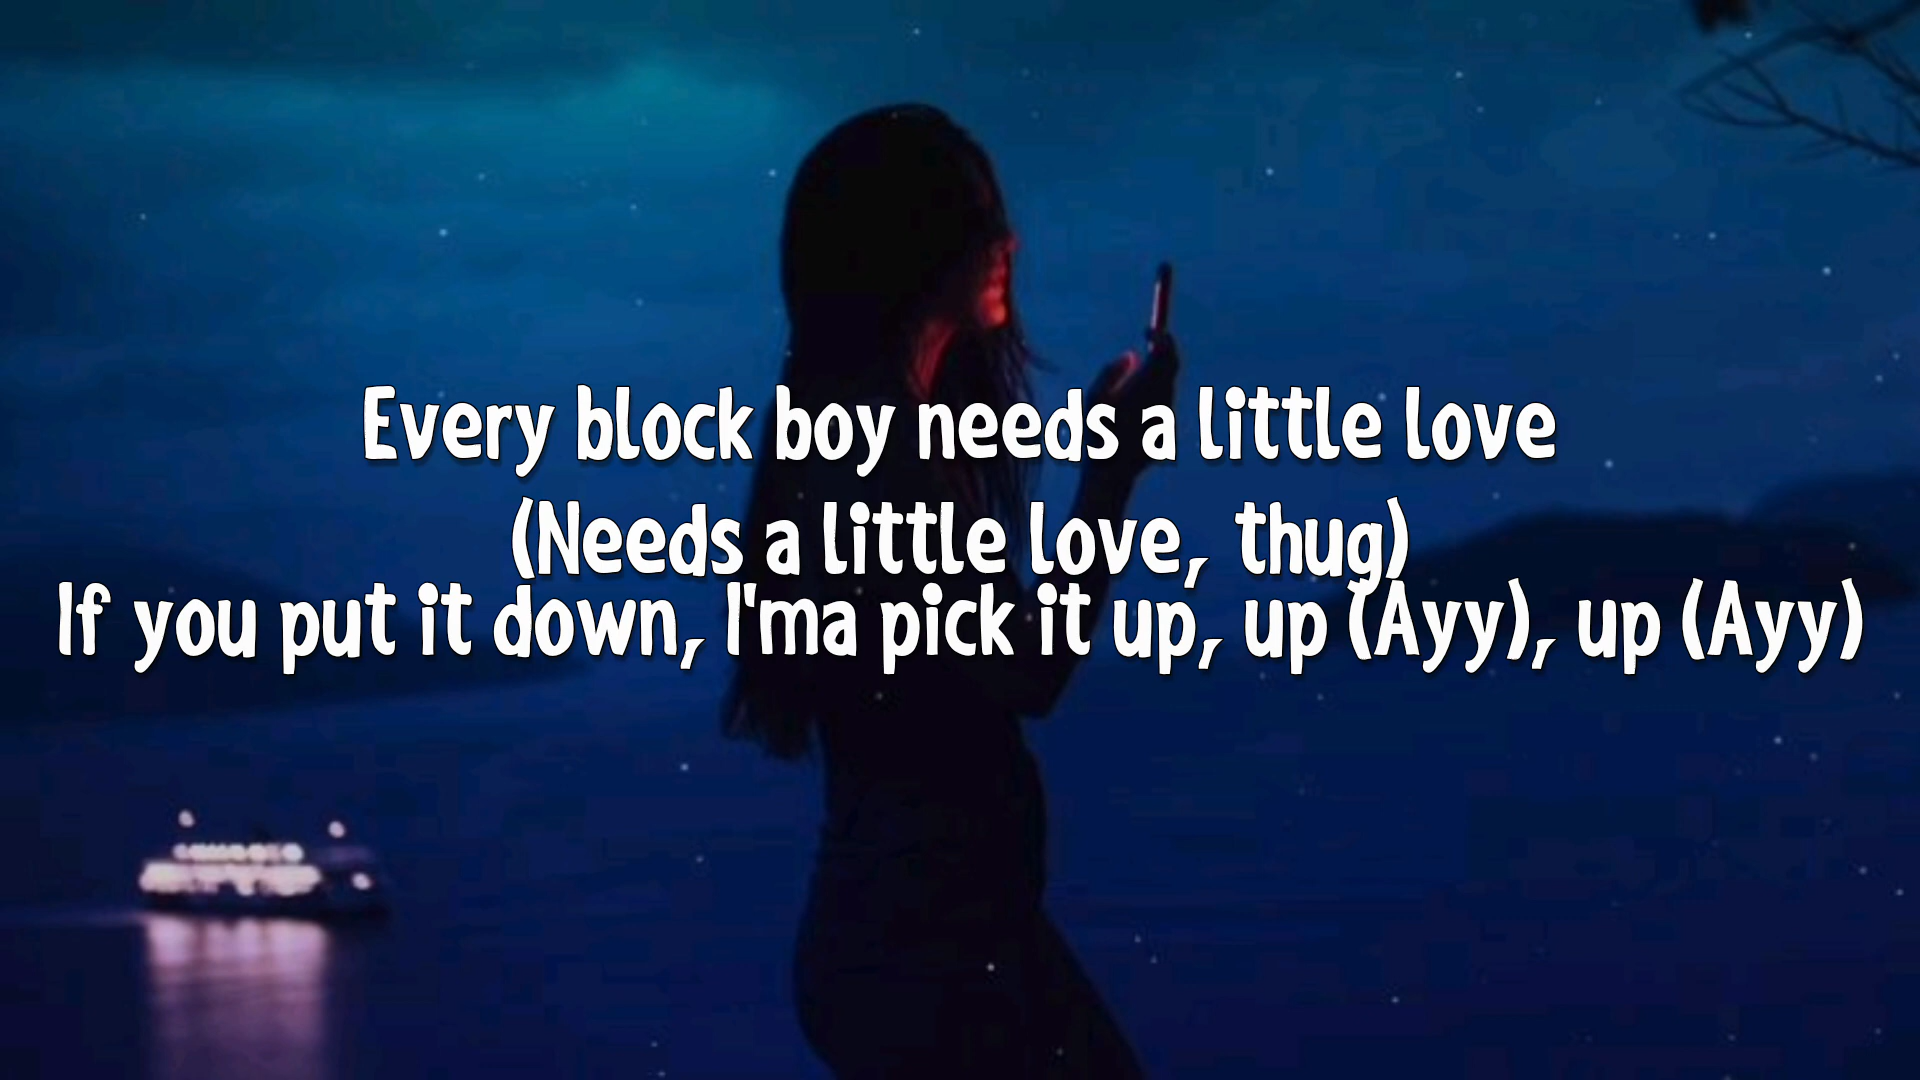 Every block boy needs a little love
(Needs a little love, thug)
If you put it down, I'ma pick it up, up (Ayy), up (Ayy)